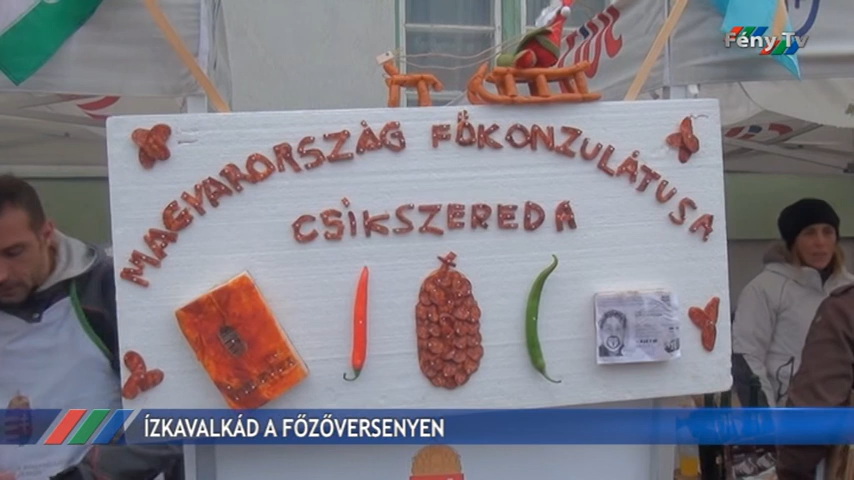 Fény Tv
MAGYARORSZÁG FŐKONZULÁTUSA
CSÍKSZEREDA
ÍZKAVALKÁD A FŐZŐVERSENYEN